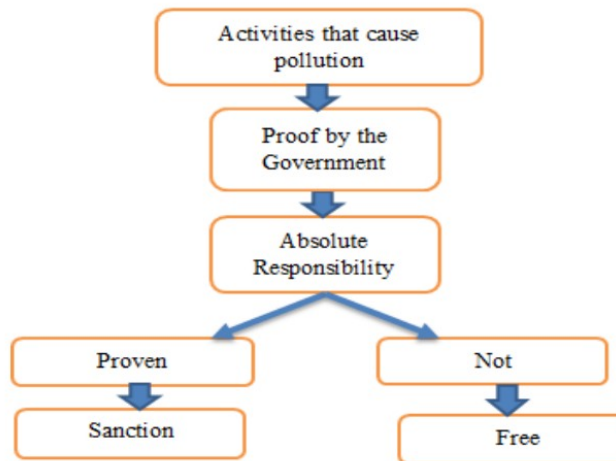 Activities that cause
pollution
Proof by the
Government
Absolute
Responsibility
Proven
Not
Sanction
Free